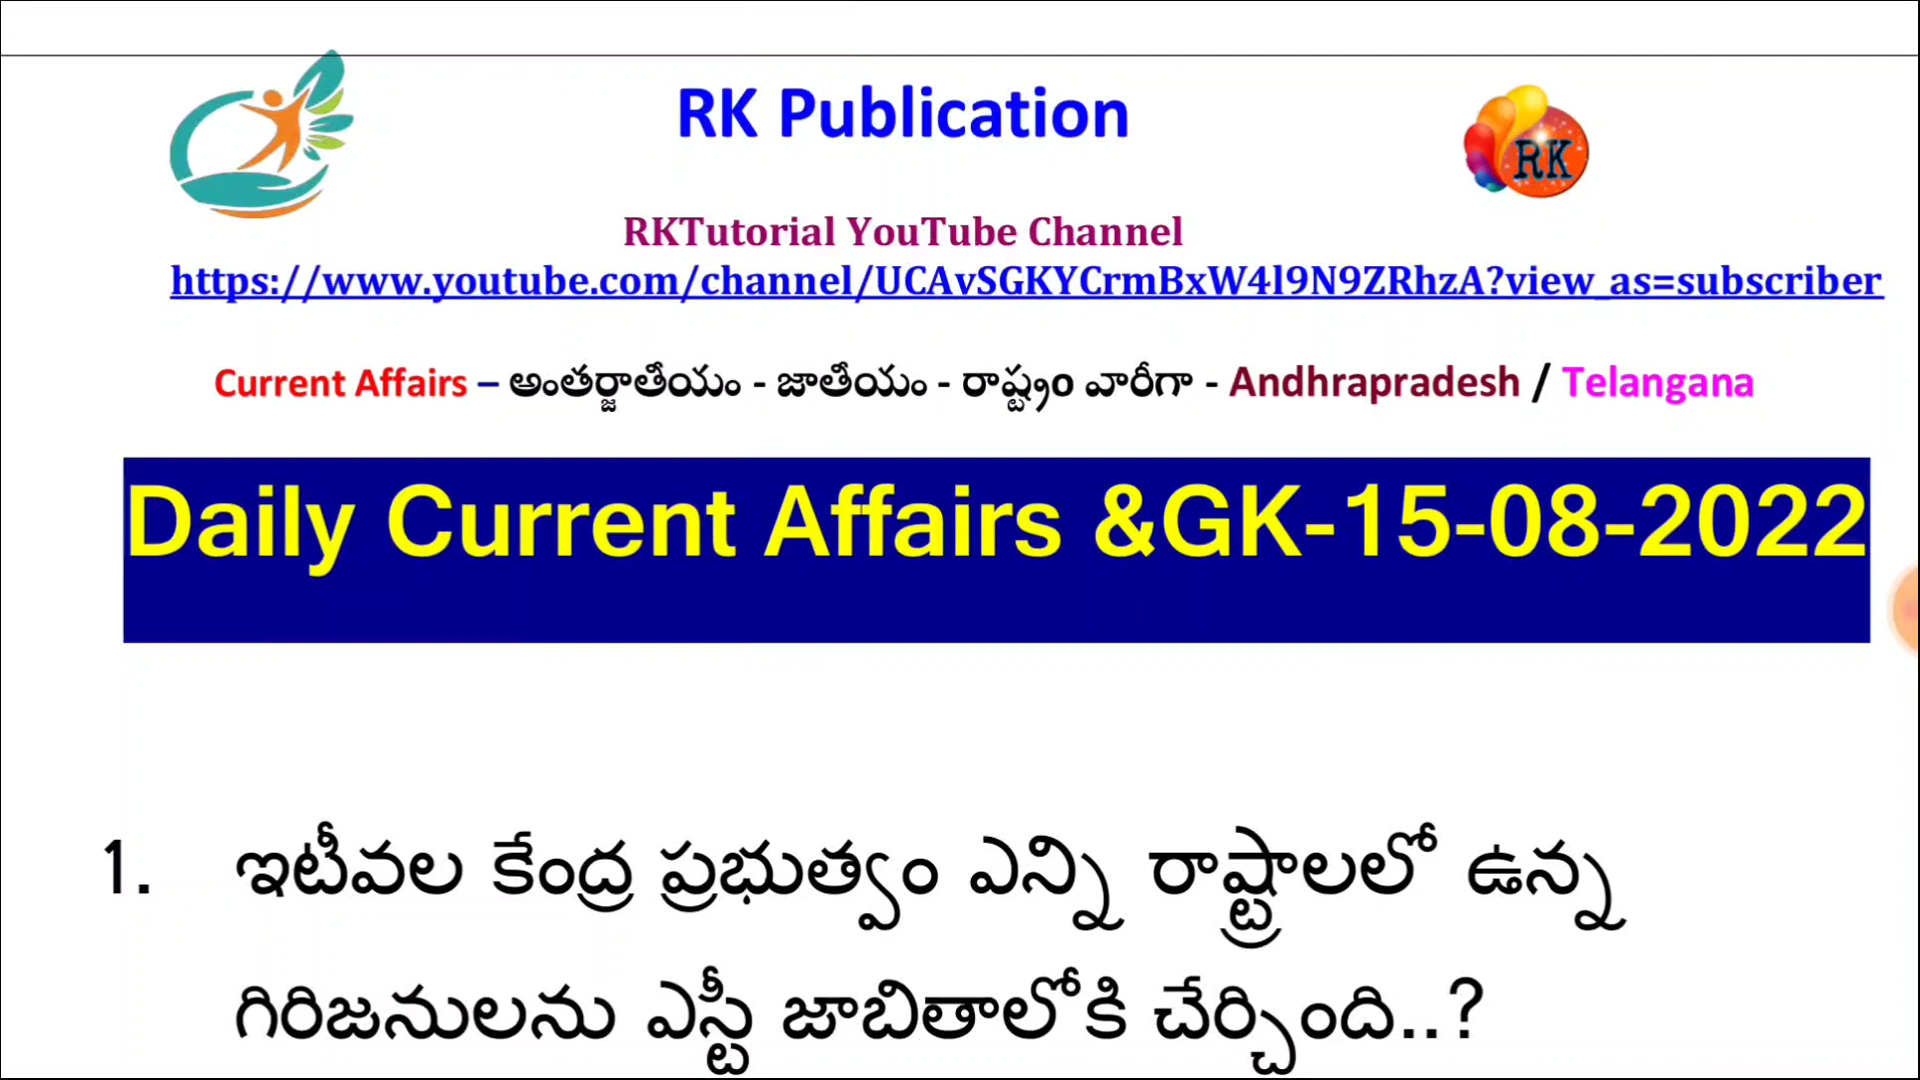 RK Publication
RK
RKTutorial YouTube Channel
https://www.youtube.com/channel/UCAvSGKYCrmBxW4l9N9ZRhzA?view_as=subscriber
Current Affairs – అంతర్జాతీయం - జాతీయం - రాష్ట్రం వారీగా - Andhrapradesh / Telangana
Daily Current Affairs &GK-15-08-2022
1. ఇటీవల కేంద్ర ప్రభుత్వం ఎన్ని రాష్ట్రాలలో ఉన్న
గిరిజనులను ఎస్టీ జాబితాలోకి చేర్చింది..?